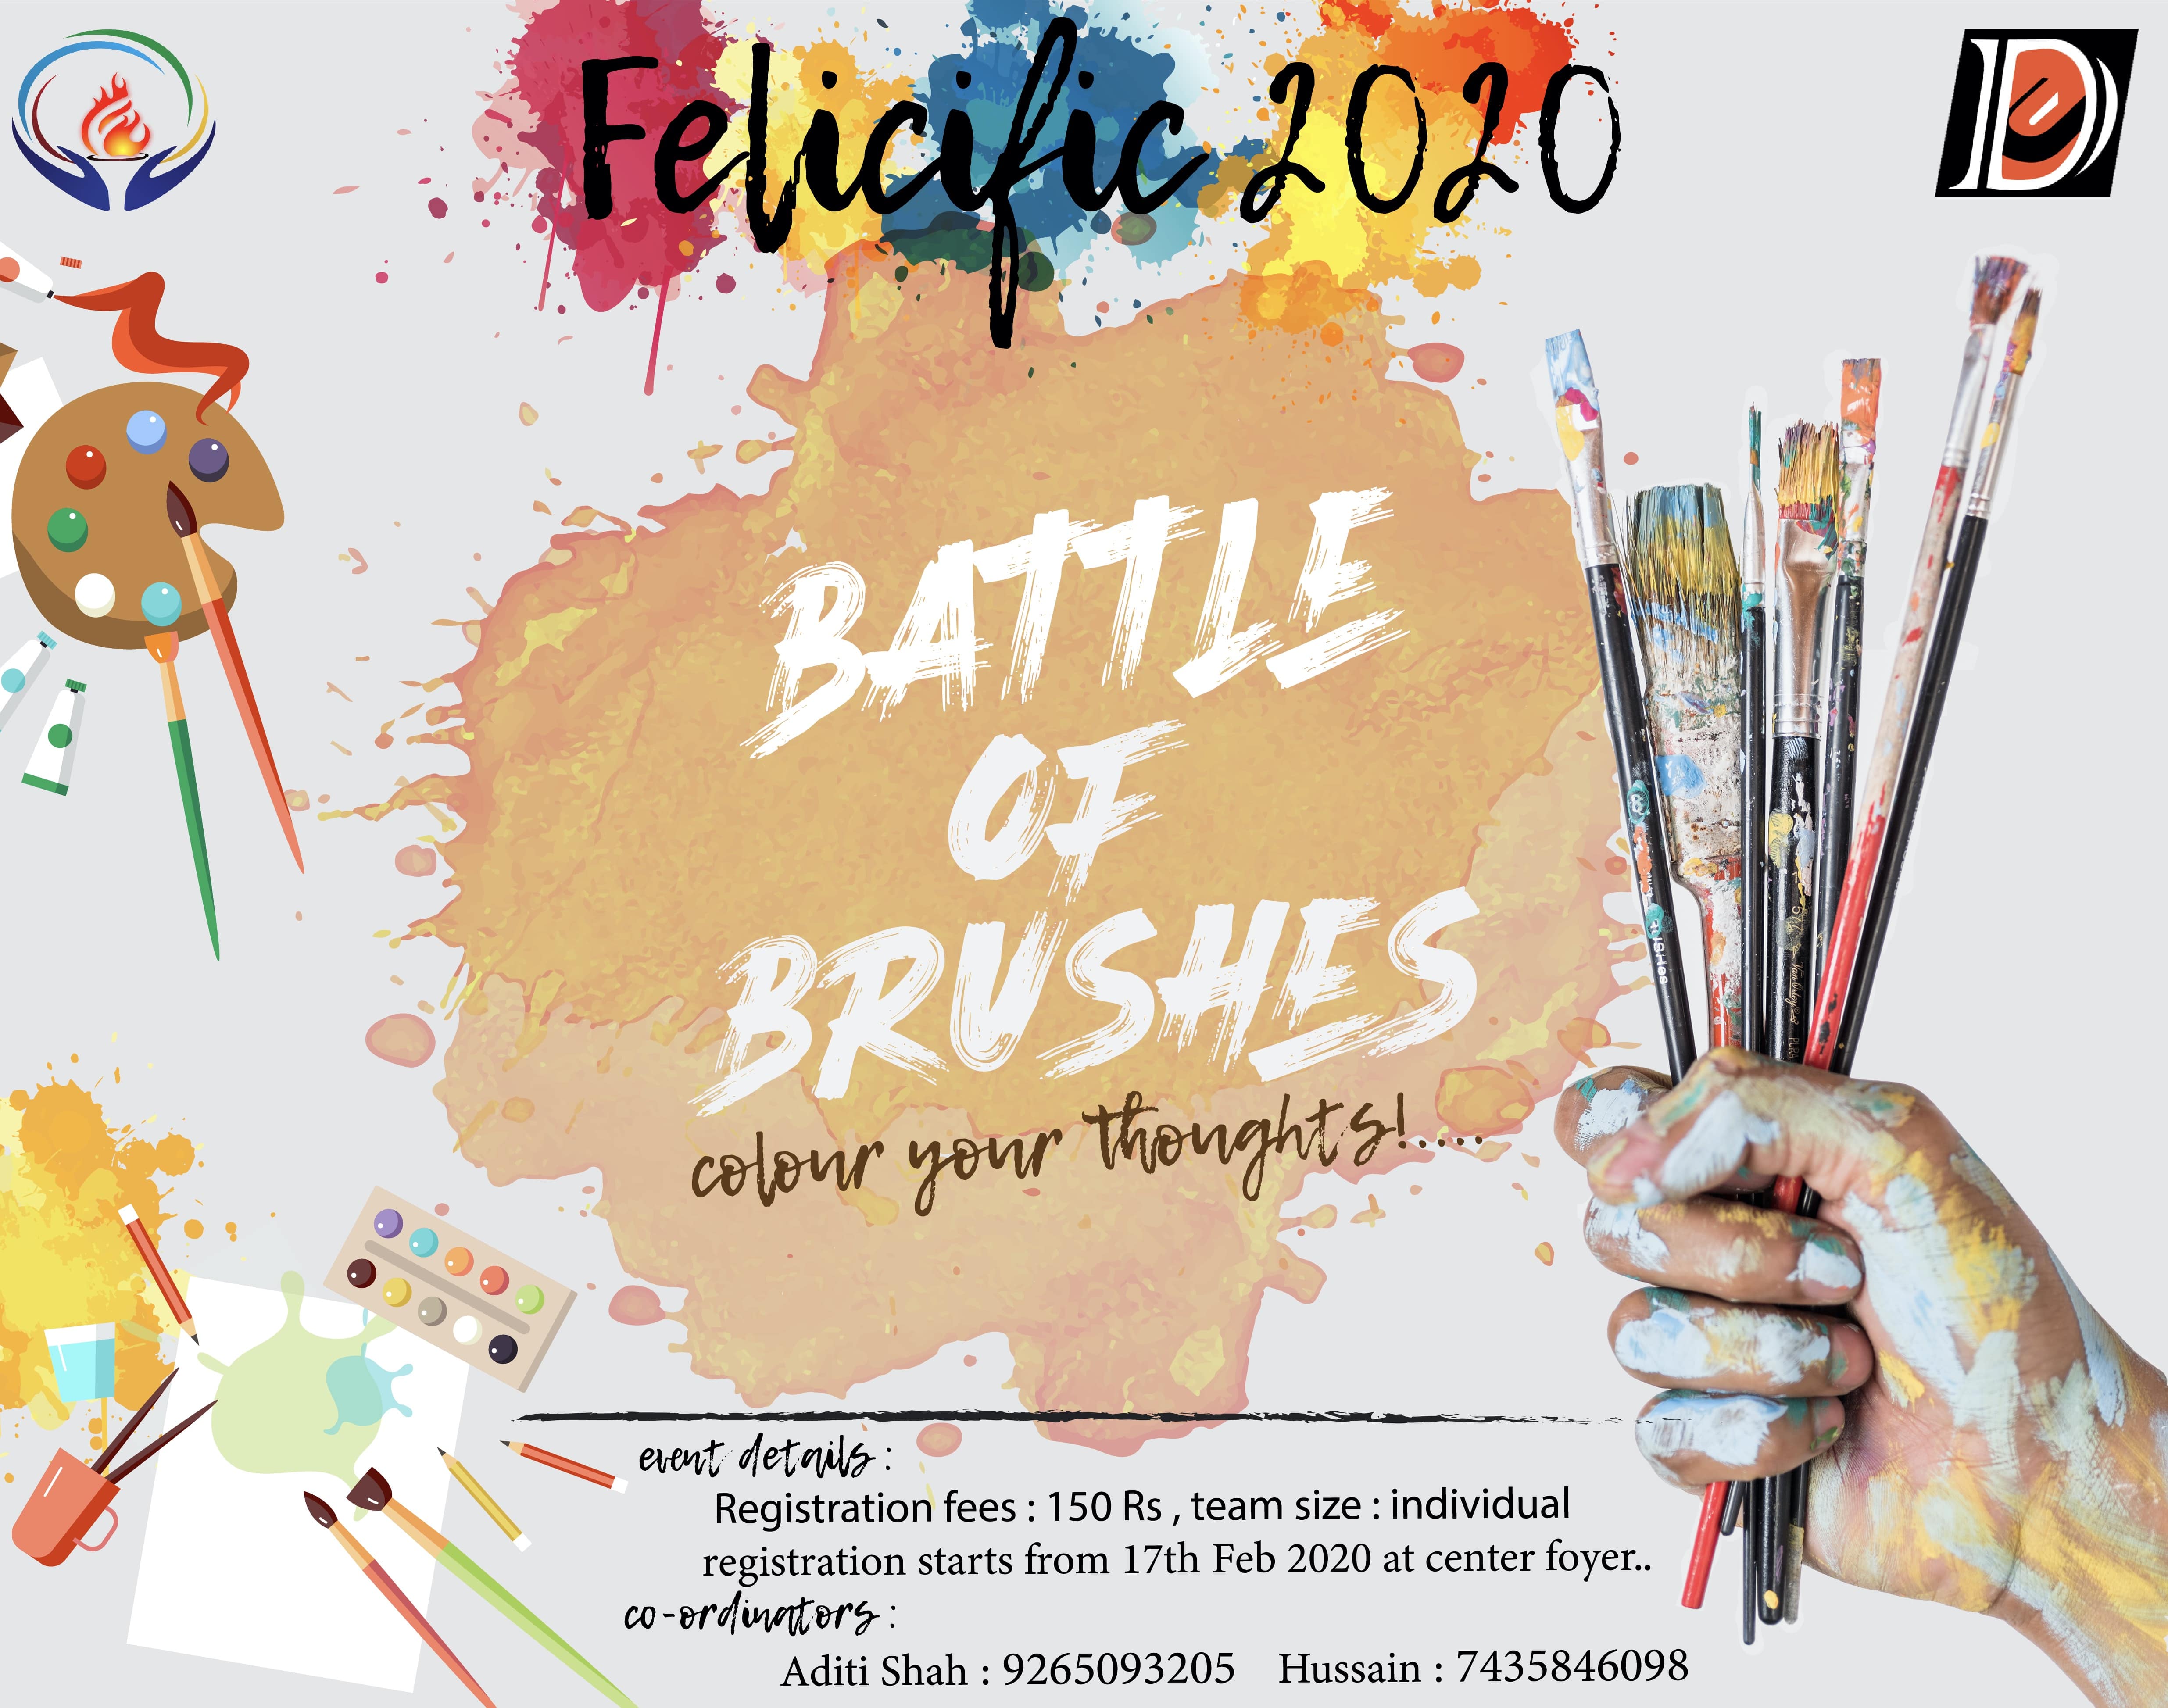 Felicific 2020
BATTLE
OF
BRUSHES
colour your thoughts!....
event details :
Registration fees : 150 Rs , team size : individual
registration starts from 17th Feb 2020 at center foyer..
co-ordinators :
Aditi Shah : 9265093205 Hussain : 7435846098